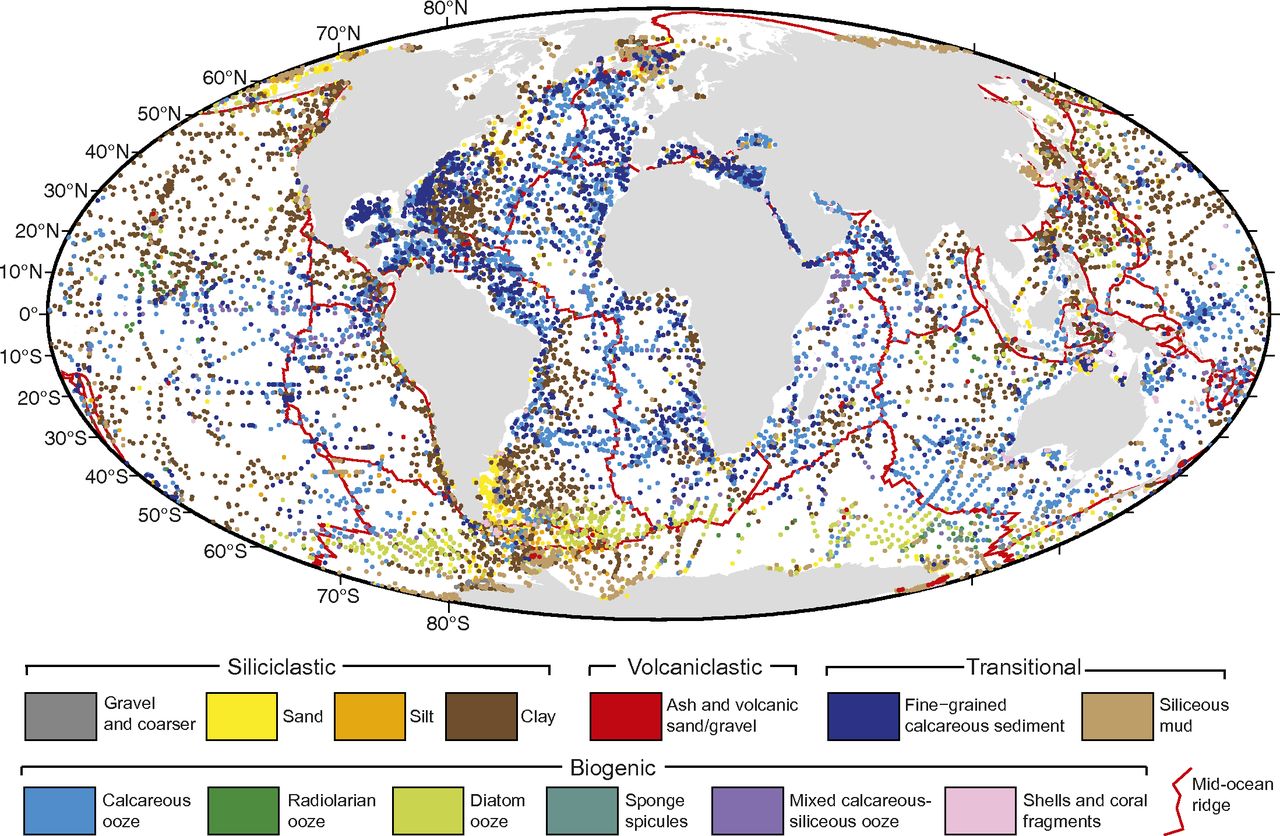 80°N
70°N
60°N
50°N
40°N
30°N
20°N
10°N
0°
10°S
20°S
30°S
40°S
50°S
60°S
70°S
80°S
Siliciclastic
Volcaniclastic
Transitional
Gravel
and coarser
Sand
Silt
Clay
Ash and volcanic
sand/gravel
Fine−grained
calcareous sediment
Siliceous
mud
Biogenic
Calcareous
ooze
Radiolarian
ooze
Diatom
ooze
Sponge
spicules
Mixed calcareous-
siliceous ooze
Shells and coral
fragments
Mid-ocean
ridge